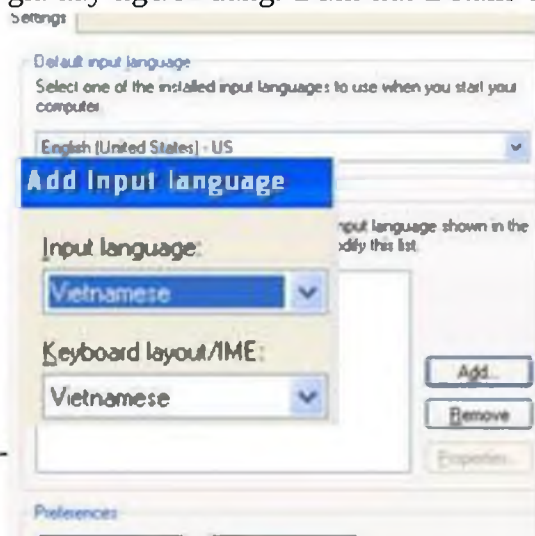 Settings
Default input language
Select one of the installed input languages to use when you start your
computer.
English (United States) - US
Add Input language
input language shown in the
modify this list.
Input language:
Vietnamese
Keyboard layout/IME:
Vietnamese
Add...
Remove
Properties...
Preferences